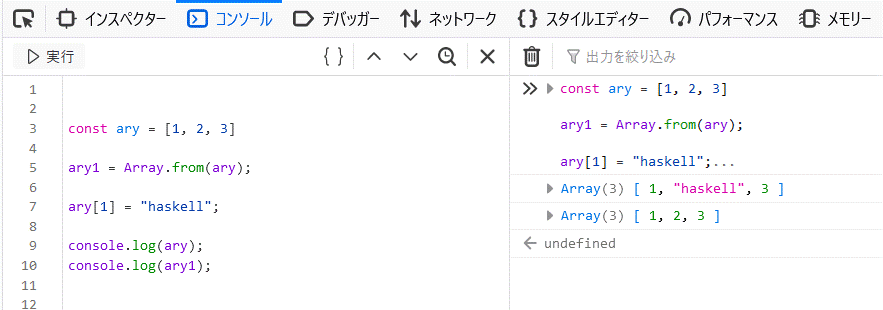 インスペクター コンソール デバッガー ネットワーク {} スタイルエディター パフォーマンス メモリー
実行 { } 出力を絞り込み
1
2
3 const ary = [1, 2, 3]
4
5 ary1 = Array.from(ary);
6
7 ary[1] = "haskell";
8
9 console.log(ary);
10 console.log(ary1);
11
12
const ary = [1, 2, 3]
ary1 = Array.from(ary);
ary[1] = "haskell";...
Array(3) [ 1, "haskell", 3 ]
Array(3) [ 1, 2, 3 ]
undefined